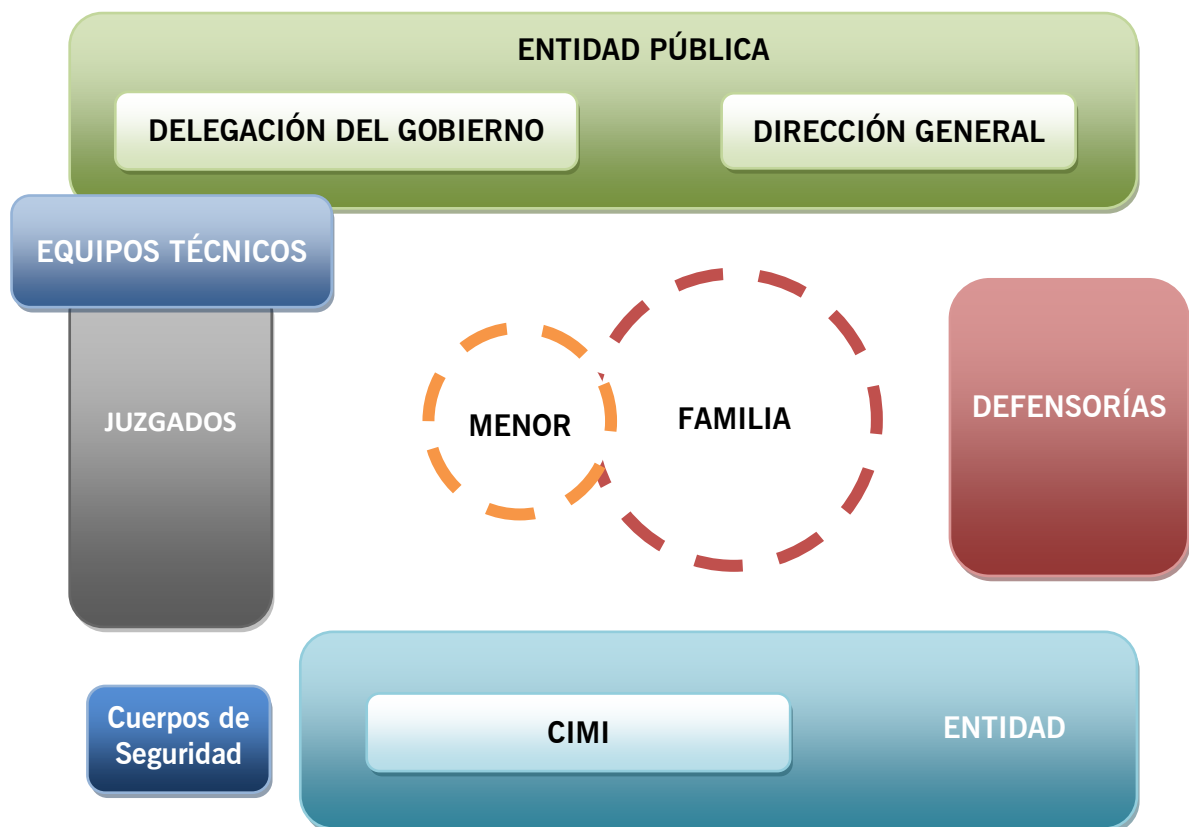 ENTIDAD PÚBLICA
DELEGACIÓN DEL GOBIERNO
DIRECCIÓN GENERAL
EQUIPOS TÉCNICOS
JUZGADOS
MENOR
FAMILIA
DEFENSORÍAS
Cuerpos de
Seguridad
CIMI
ENTIDAD